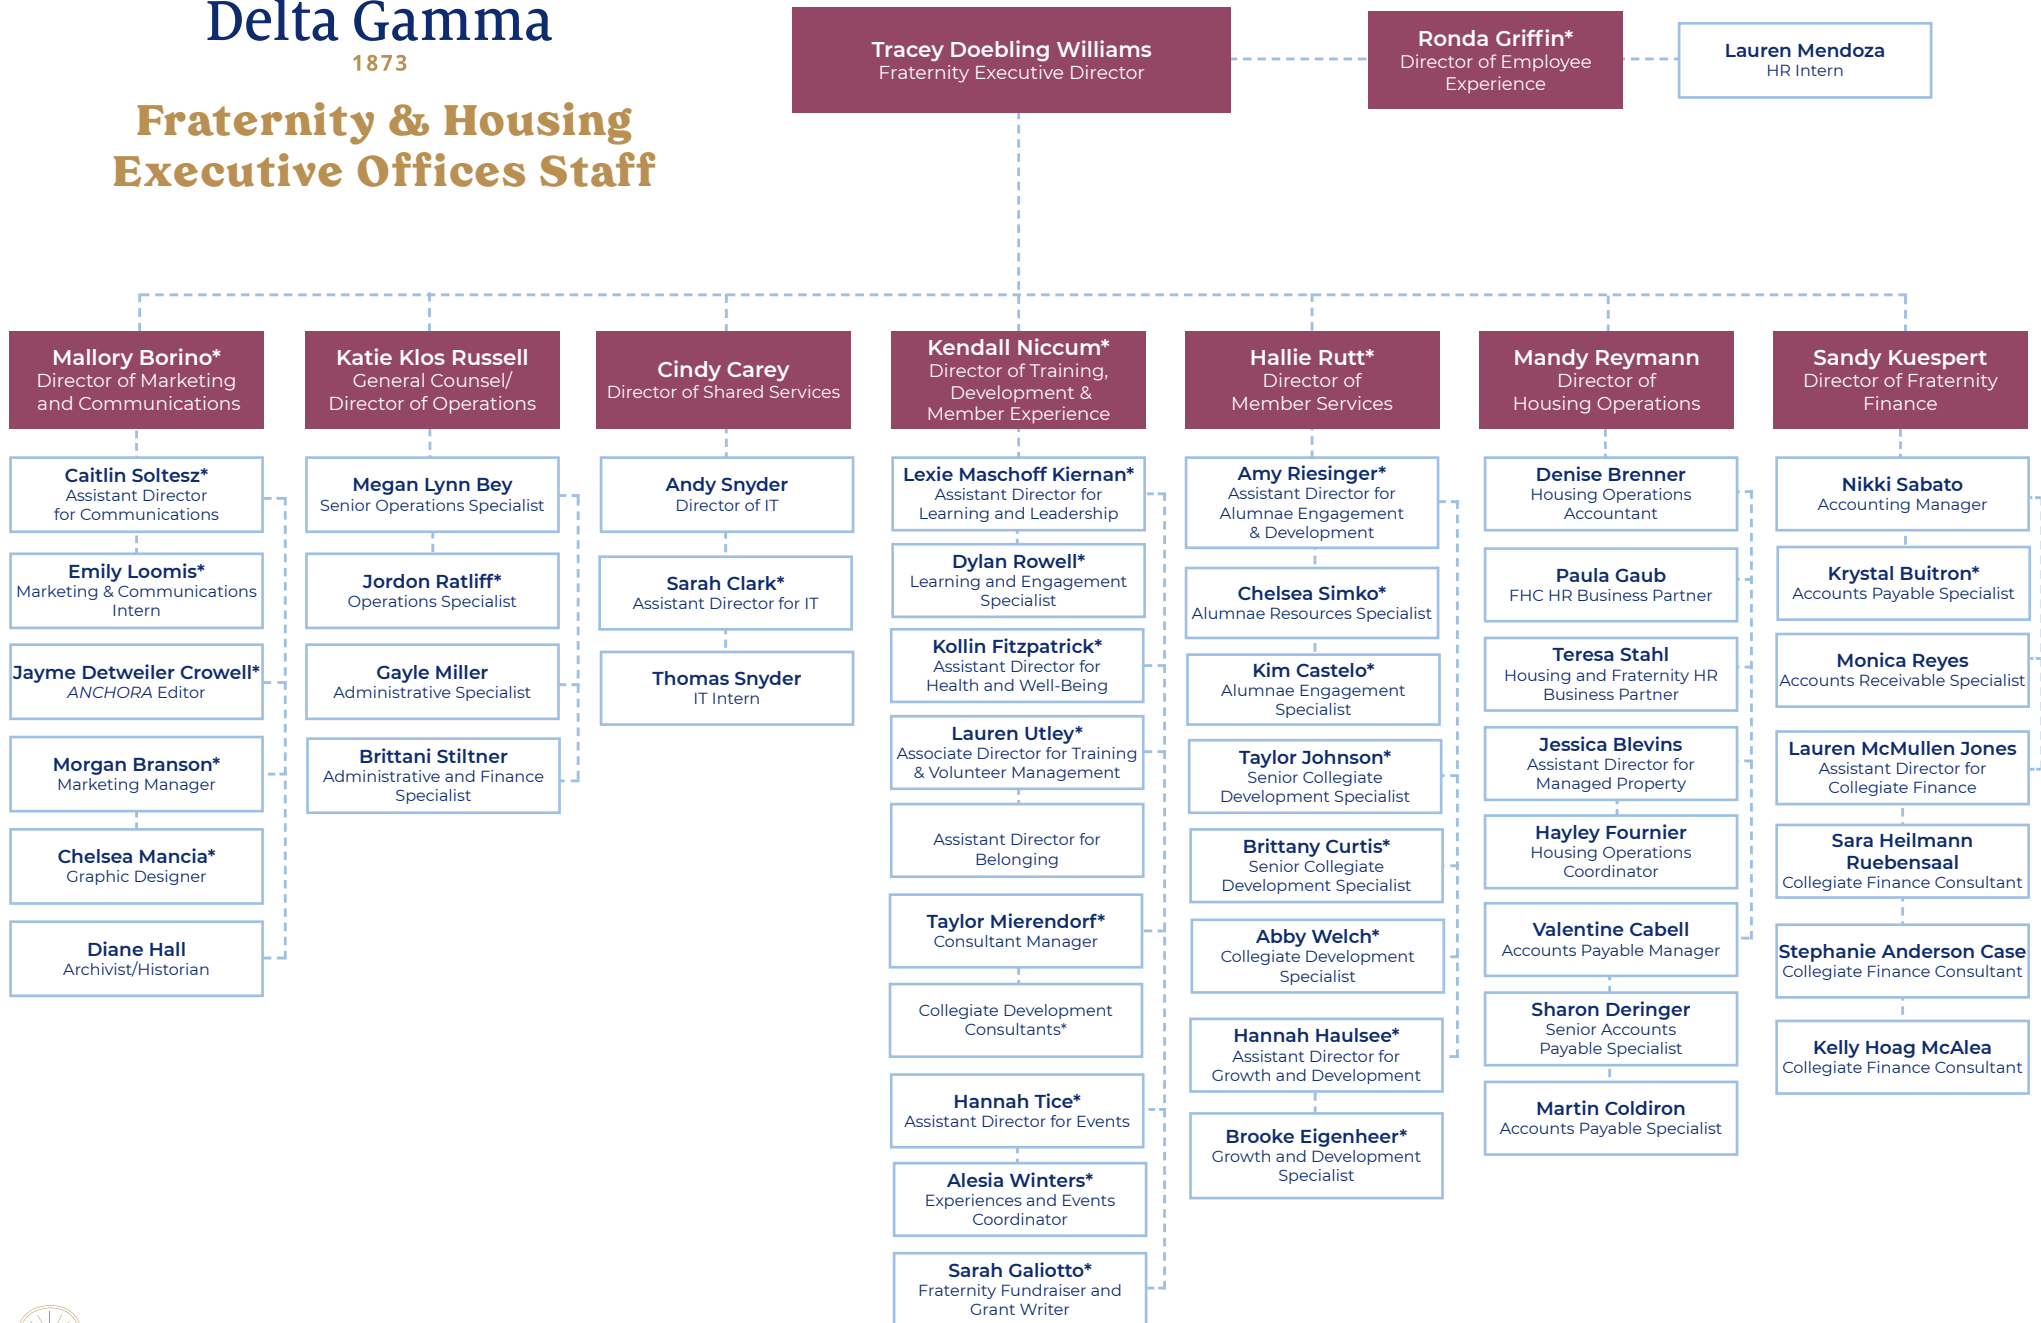 Delta Gamma
1873
Fraternity & Housing
Executive Offices Staff
Tracey Doebling Williams
Fraternity Executive Director
Ronda Griffin*
Director of Employee
Experience
Lauren Mendoza
HR Intern
Mallory Borino*
Director of Marketing
and Communications
Caitlin Soltesz*
Assistant Director
for Communications
Emily Loomis*
Marketing & Communications
Intern
Jayme Detweiler Crowell*
ANCHORA Editor
Morgan Branson*
Marketing Manager
Chelsea Mancia*
Graphic Designer
Diane Hall
Archivist/Historian
Katie Klos Russell
General Counsel/
Director of Operations
Megan Lynn Bey
Senior Operations Specialist
Jordon Ratliff*
Operations Specialist
Gayle Miller
Administrative Specialist
Brittani Stiltner
Administrative and Finance
Specialist
Cindy Carey
Director of Shared Services
Andy Snyder
Director of IT
Sarah Clark*
Assistant Director for IT
Thomas Snyder
IT Intern
Kendall Niccum*
Director of Training,
Development &
Member Experience
Lexie Maschoff Kiernan*
Assistant Director for
Learning and Leadership
Dylan Rowell*
Learning and Engagement
Specialist
Kollin Fitzpatrick*
Assistant Director for
Health and Well-Being
Lauren Utley*
Associate Director for Training
& Volunteer Management
Assistant Director for
Belonging
Taylor Mierendorf*
Consultant Manager
Collegiate Development
Consultants*
Hannah Tice*
Assistant Director for Events
Alesia Winters*
Experiences and Events
Coordinator
Sarah Galiotto*
Fraternity Fundraiser and
Grant Writer
Hallie Rutt*
Director of
Member Services
Amy Riesinger*
Assistant Director for
Alumnae Engagement
& Development
Chelsea Simko*
Alumnae Resources Specialist
Kim Castelo*
Alumnae Engagement
Specialist
Taylor Johnson*
Senior Collegiate
Development Specialist
Brittany Curtis*
Senior Collegiate
Development Specialist
Abby Welch*
Collegiate Development
Specialist
Hannah Haulsee*
Assistant Director for
Growth and Development
Brooke Eigenheer*
Growth and Development
Specialist
Mandy Reymann
Director of
Housing Operations
Denise Brenner
Housing Operations
Accountant
Paula Gaub
FHC HR Business Partner
Teresa Stahl
Housing and Fraternity HR
Business Partner
Jessica Blevins
Assistant Director for
Managed Property
Hayley Fournier
Housing Operations
Coordinator
Valentine Cabell
Accounts Payable Manager
Sharon Deringer
Senior Accounts
Payable Specialist
Martin Coldiron
Accounts Payable Specialist
Sandy Kuespert
Director of Fraternity
Finance
Nikki Sabato
Accounting Manager
Krystal Buitron*
Accounts Payable Specialist
Monica Reyes
Accounts Receivable Specialist
Lauren McMullen Jones
Assistant Director for
Collegiate Finance
Sara Heilmann
Ruebensaal
Collegiate Finance Consultant
Stephanie Anderson Case
Collegiate Finance Consultant
Kelly Hoag McAlea
Collegiate Finance Consultant